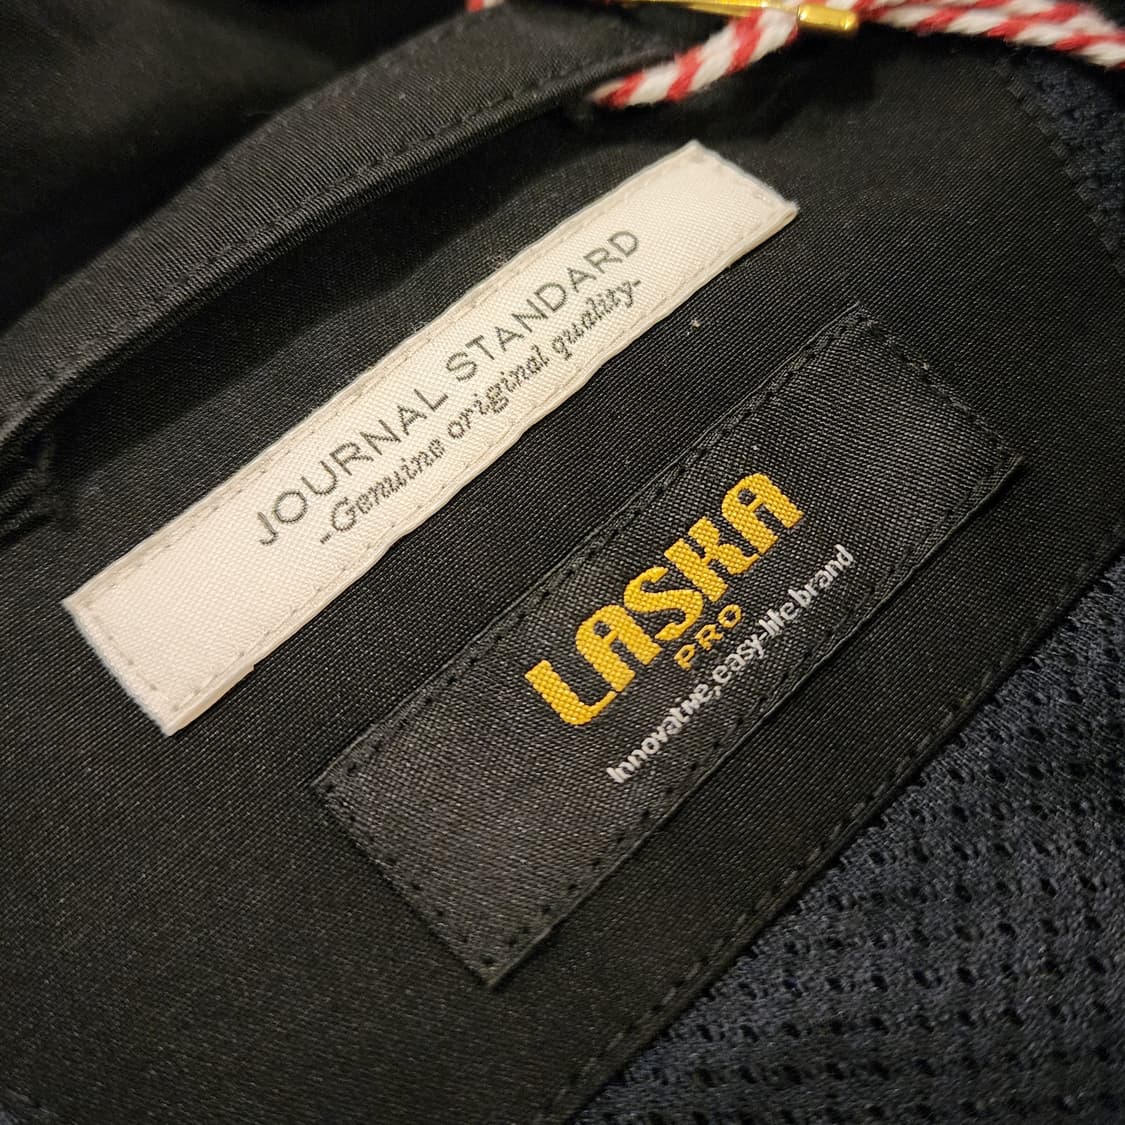 JOURNAL STANDARD
-Genuine original quality-
LASKA
PRO
Innovative,easy-life brand